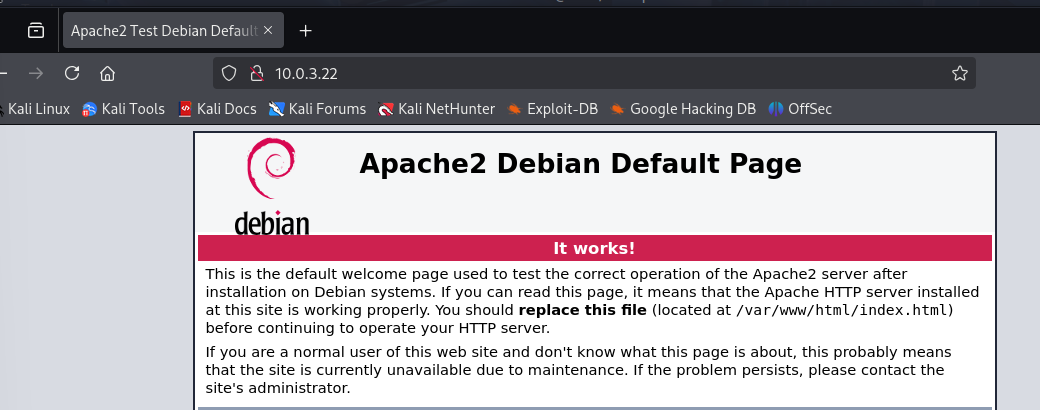 Apache2 Test Debian Default
10.0.3.22
Kali Linux Kali Tools Kali Docs Kali Forums Kali NetHunter Exploit-DB Google Hacking DB OffSec
debian
Apache2 Debian Default Page
It works!
This is the default welcome page used to test the correct operation of the Apache2 server after
installation on Debian systems. If you can read this page, it means that the Apache HTTP server installed
at this site is working properly. You should replace this file (located at /var/www/html/index.html)
before continuing to operate your HTTP server.
If you are a normal user of this web site and don't know what this page is about, this probably means
that the site is currently unavailable due to maintenance. If the problem persists, please contact the
site's administrator.